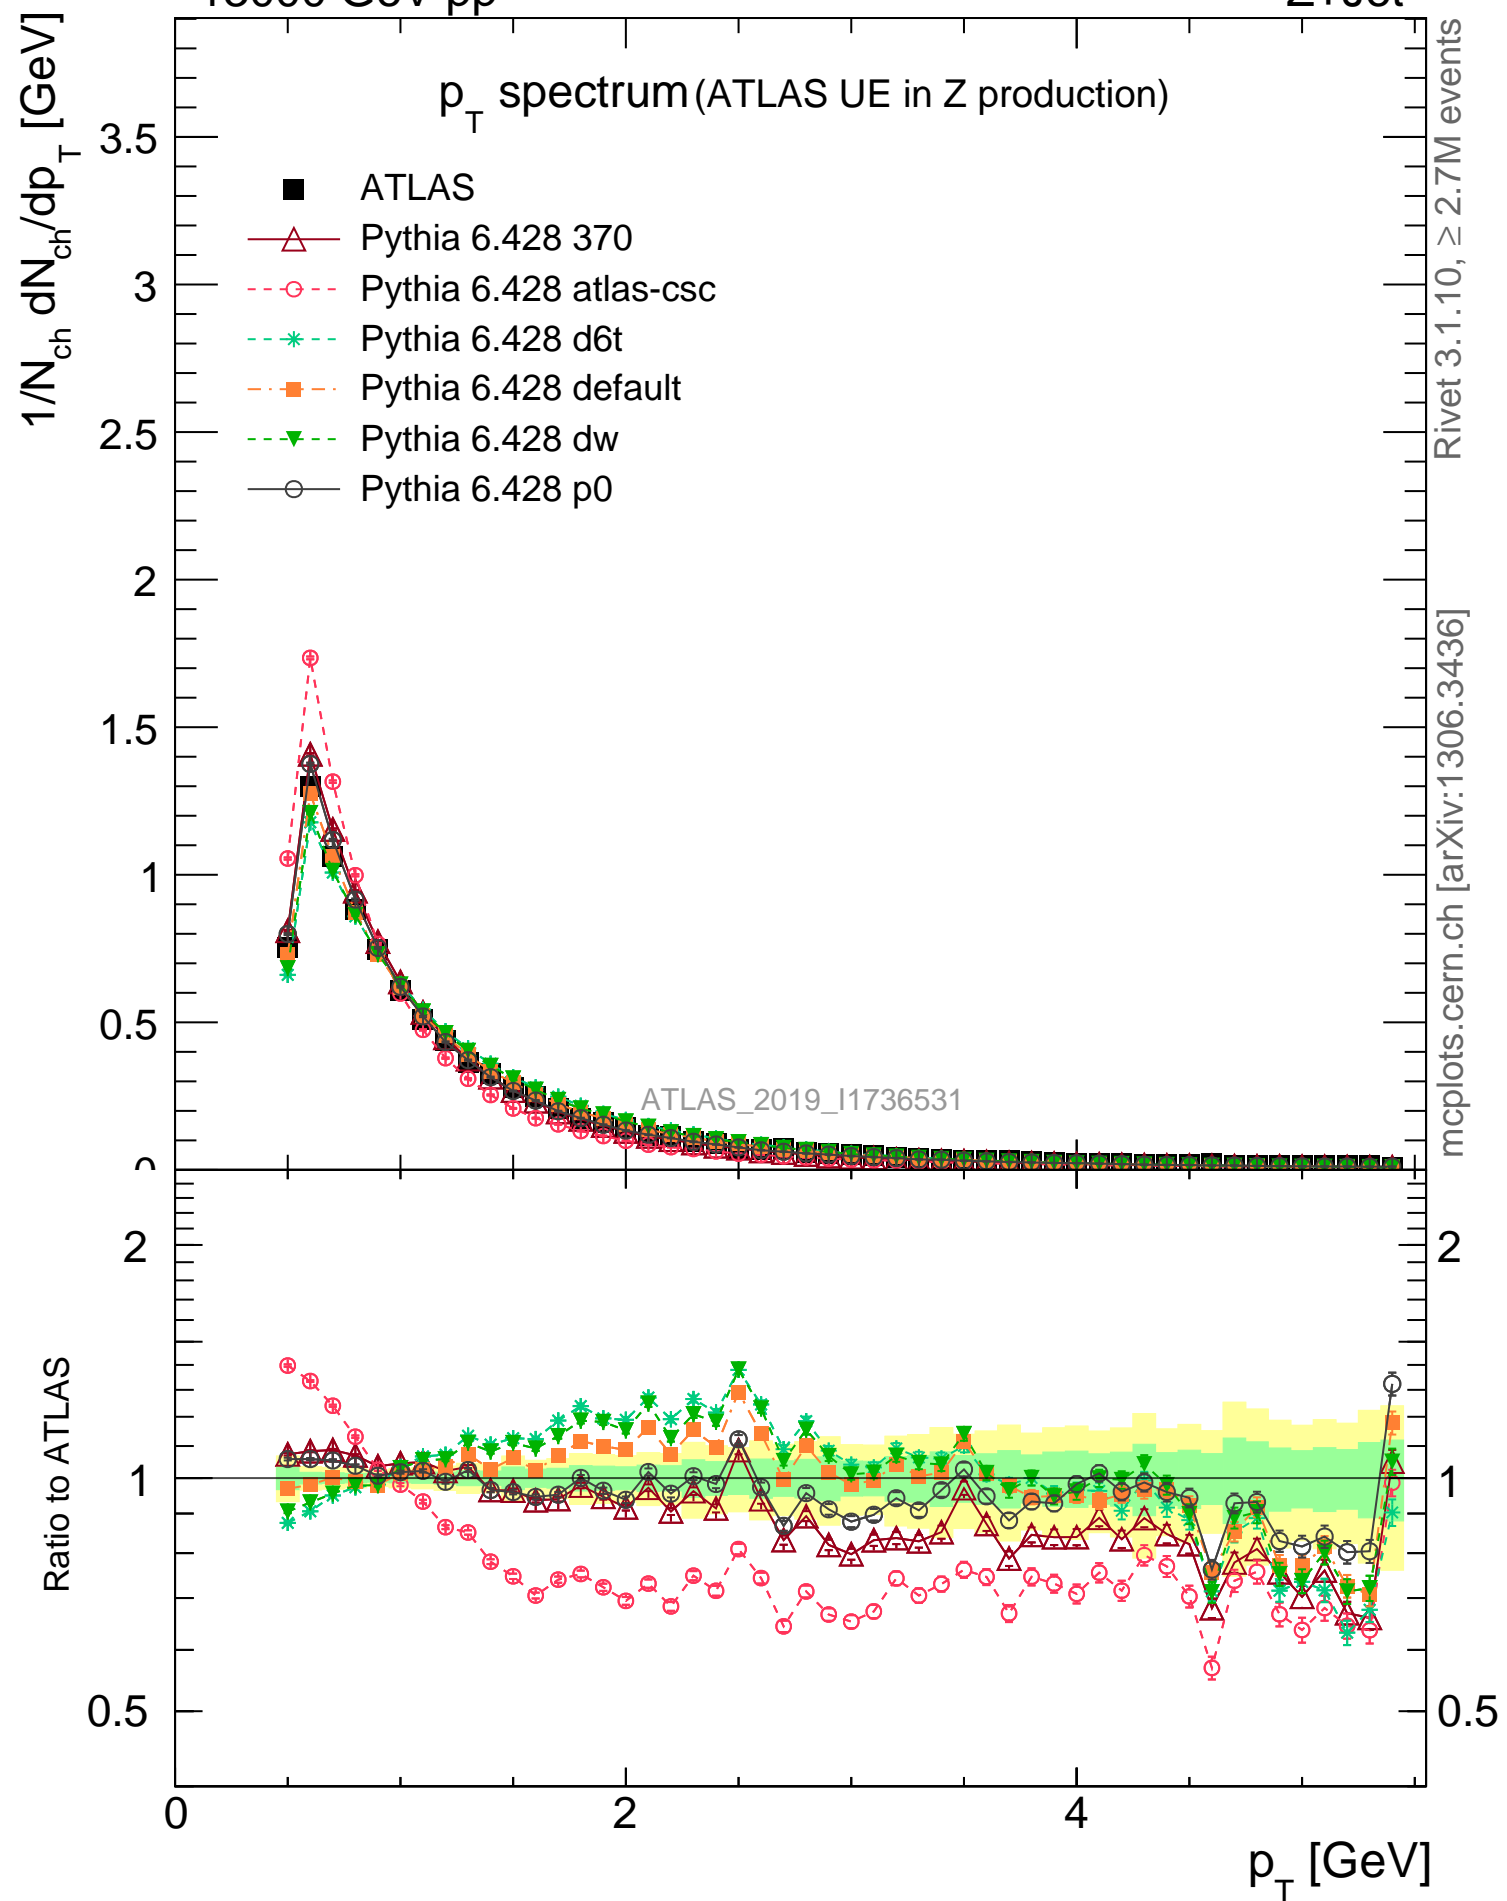 13000 GeV pp
Z+Jet
p_T spectrum (ATLAS UE in Z production)
1/N_ch dN_ch/dp_T [GeV]
ATLAS
Pythia 6.428 370
Pythia 6.428 atlas-csc
Pythia 6.428 d6t
Pythia 6.428 default
Pythia 6.428 dw
Pythia 6.428 p0
3.5
3
2.5
2
1.5
1
0.5
0
ATLAS_2019_I1736531
Rivet 3.1.10, ≥ 2.7M events
mcplots.cern.ch [arXiv:1306.3436]
Ratio to ATLAS
2
1
0.5
2
1
0.5
0
2
4
p_T [GeV]